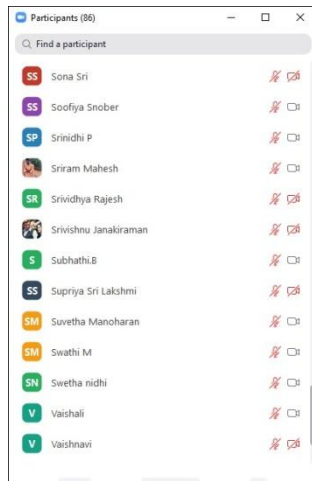 Participants (86)
Find a participant
SS Sona Sri
SS Soofiya Snober
SP Srinidhi P
Sriram Mahesh
SR Srividhya Rajesh
Srivishnu Janakiraman
S Subhathi.B
SS Supriya Sri Lakshmi
SM Suvetha Manoharan
SM Swathi M
SN Swetha nidhi
V Vaishali
V Vaishnavi